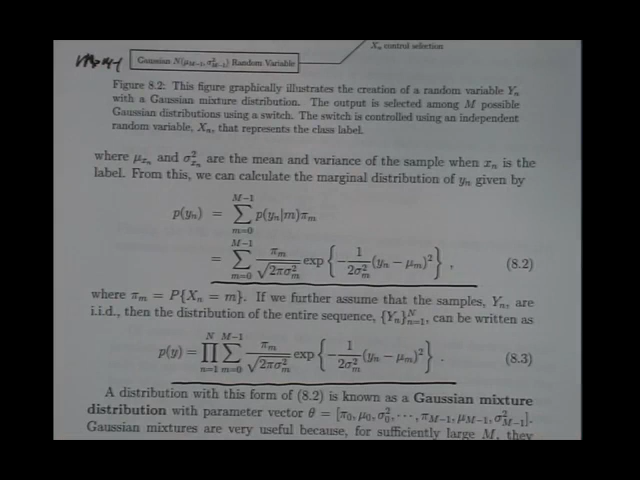 X_n control selection
Gaussian N(μ_{M−1}, σ²_{M−1}) Random Variable
Figure 8.2: This figure graphically illustrates the creation of a random variable Y_n
with a Gaussian mixture distribution. The output is selected among M possible
Gaussian distributions using a switch. The switch is controlled using an independent
random variable, X_n, that represents the class label.
where μ_{x_n} and σ²_{x_n} are the mean and variance of the sample when x_n is the
label. From this, we can calculate the marginal distribution of y_n given by
p(y_n) = ∑_{m=0}^{M−1} p(y_n|m)π_m
= ∑_{m=0}^{M−1} π_m/√(2πσ²_m) exp{−1/(2σ²_m) (y_n − μ_m)²} , (8.2)
where π_m = P{X_n = m}. If we further assume that the samples, Y_n, are
i.i.d., then the distribution of the entire sequence, {Y_n}_{n=1}^N, can be written as
p(y) = ∏_{n=1}^{N} ∑_{m=0}^{M−1} π_m/√(2πσ²_m) exp{−1/(2σ²_m) (y_n − μ_m)²} . (8.3)
A distribution with this form of (8.2) is known as a Gaussian mixture
distribution with parameter vector θ = [π_0, μ_0, σ²_0, ⋯, π_{M−1}, μ_{M−1}, σ²_{M−1}].
Gaussian mixtures are very useful because, for sufficiently large M, they